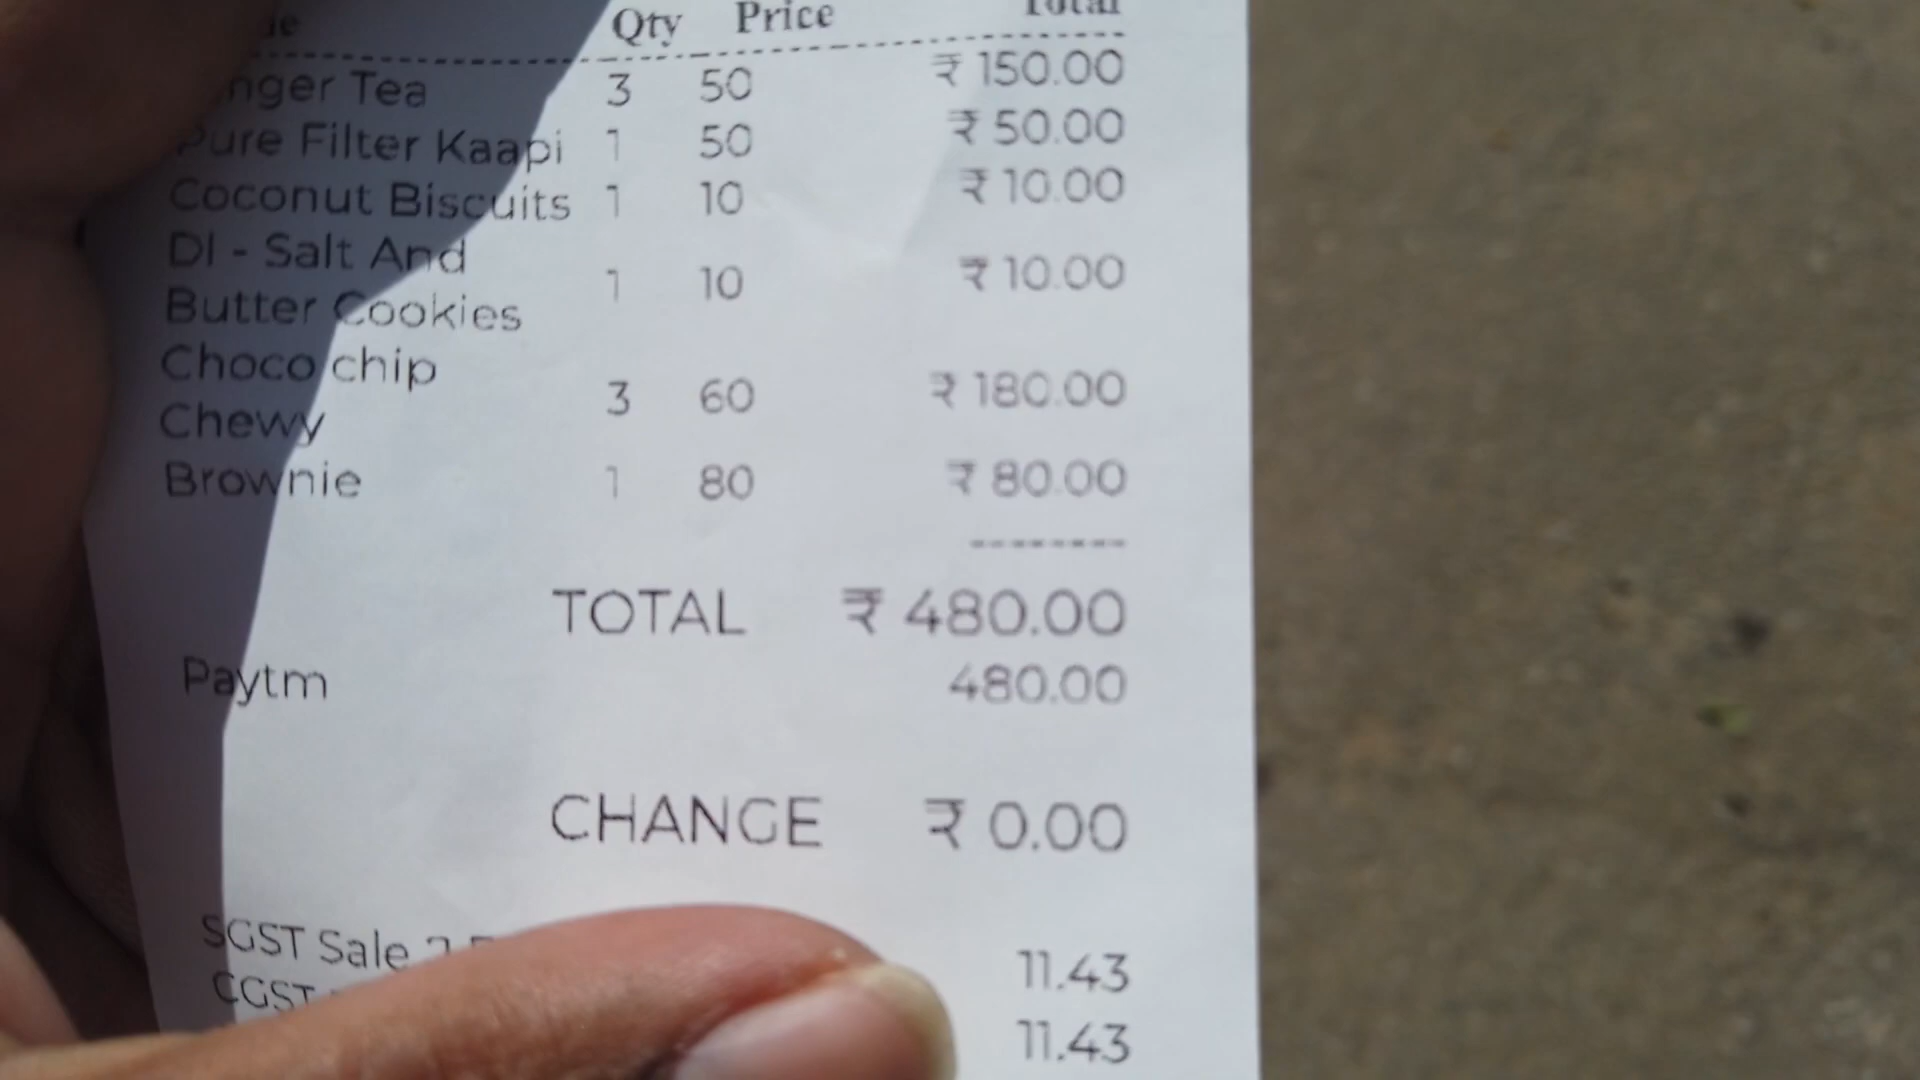 Qty Price Total
Tea 3 50 ₹ 150.00
Pure Filter Kaapi 1 50 ₹ 50.00
Coconut Biscuits 1 10 ₹ 10.00
DI - Salt And
Butter Cookies 1 10 ₹ 10.00
Choco chip
Chewy 3 60 ₹ 180.00
Brownie 1 80 ₹ 80.00
TOTAL ₹ 480.00
Paytm 480.00
CHANGE ₹ 0.00
SGST Sale 11.43
CGST 11.43